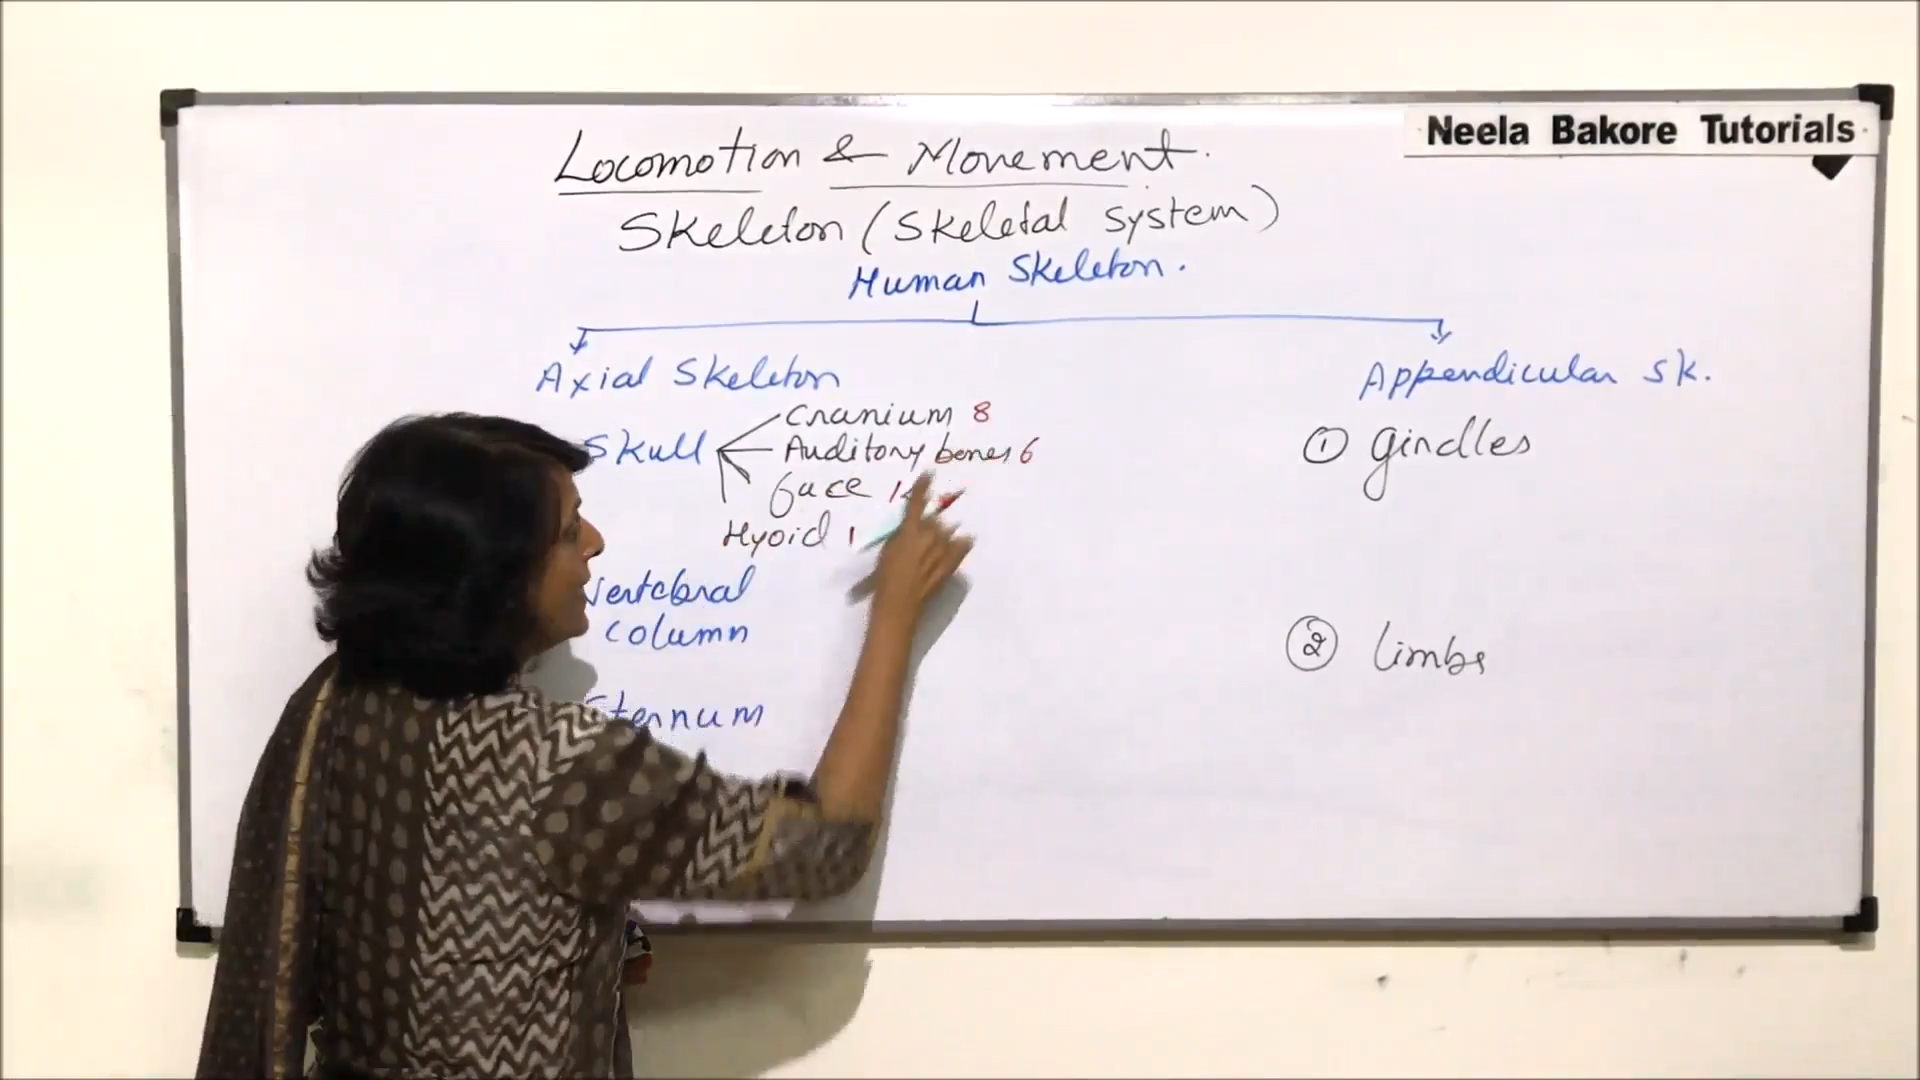 Neela Bakore Tutorials
Locomotion & Movement.
Skeleton (Skeletal System)
Human Skeleton.
Axial Skeleton
Appendicular Sk.
Cranium 8
Skull
Auditory bones 6
Face
Hyoid 1
Vertebral
column
Sternum
① Girdles
② Limbs